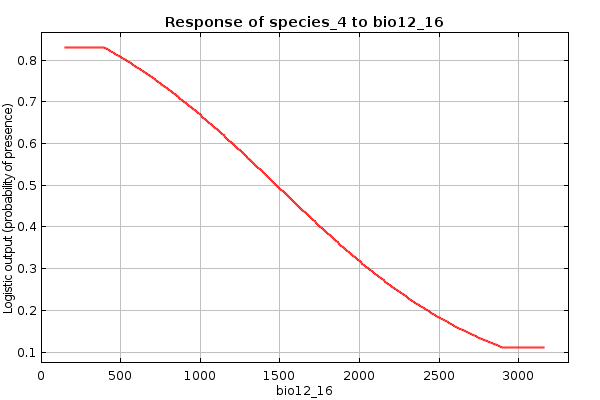 Response of species_4 to bio12_16
Logistic output (probability of presence)
0.8
0.7
0.6
0.5
0.4
0.3
0.2
0.1
0 500 1000 1500 2000 2500 3000
bio12_16